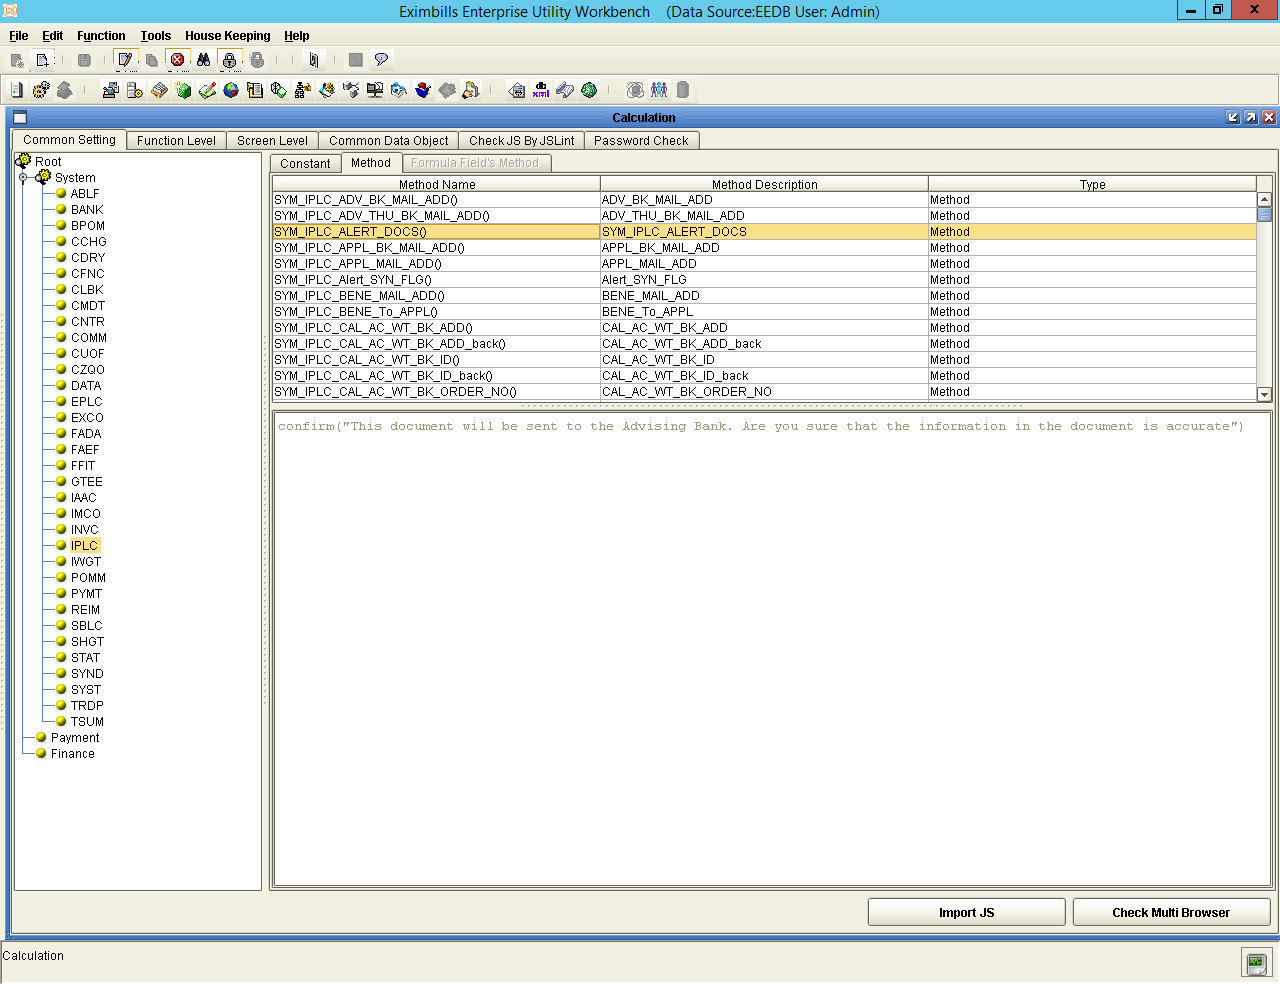 Eximbills Enterprise Utility Workbench (Data Source:EEDB User: Admin)
File Edit Function Tools House Keeping Help
xml
Calculation
Common Setting Function Level Screen Level Common Data Object Check JS By JSLint Password Check
Root
System
ABLF
BANK
BPOM
CCHG
CDRY
CFNC
CLBK
CMDT
CNTR
COMM
CUOF
CZQO
DATA
EPLC
EXCO
FADA
FAEF
FFIT
GTEE
IAAC
IMCO
INVC
IPLC
IWGT
POMM
PYMT
REIM
SBLC
SHGT
STAT
SYND
SYST
TRDP
TSUM
Payment
Finance
Constant Method Formula Field's Method
Method Name Method Description Type
SYM_IPLC_ADV_BK_MAIL_ADD() ADV_BK_MAIL_ADD Method
SYM_IPLC_ADV_THU_BK_MAIL_ADD() ADV_THU_BK_MAIL_ADD Method
SYM_IPLC_ALERT_DOCS() SYM_IPLC_ALERT_DOCS Method
SYM_IPLC_APPL_BK_MAIL_ADD() APPL_BK_MAIL_ADD Method
SYM_IPLC_APPL_MAIL_ADD() APPL_MAIL_ADD Method
SYM_IPLC_Alert_SYN_FLG() Alert_SYN_FLG Method
SYM_IPLC_BENE_MAIL_ADD() BENE_MAIL_ADD Method
SYM_IPLC_BENE_To_APPL() BENE_To_APPL Method
SYM_IPLC_CAL_AC_WT_BK_ADD() CAL_AC_WT_BK_ADD Method
SYM_IPLC_CAL_AC_WT_BK_ADD_back() CAL_AC_WT_BK_ADD_back Method
SYM_IPLC_CAL_AC_WT_BK_ID() CAL_AC_WT_BK_ID Method
SYM_IPLC_CAL_AC_WT_BK_ID_back() CAL_AC_WT_BK_ID_back Method
SYM_IPLC_CAL_AC_WT_BK_ORDER_NO() CAL_AC_WT_BK_ORDER_NO Method
confirm("This document will be sent to the Advising Bank. Are you sure that the information in the document is accurate")
Import JS Check Multi Browser
Calculation